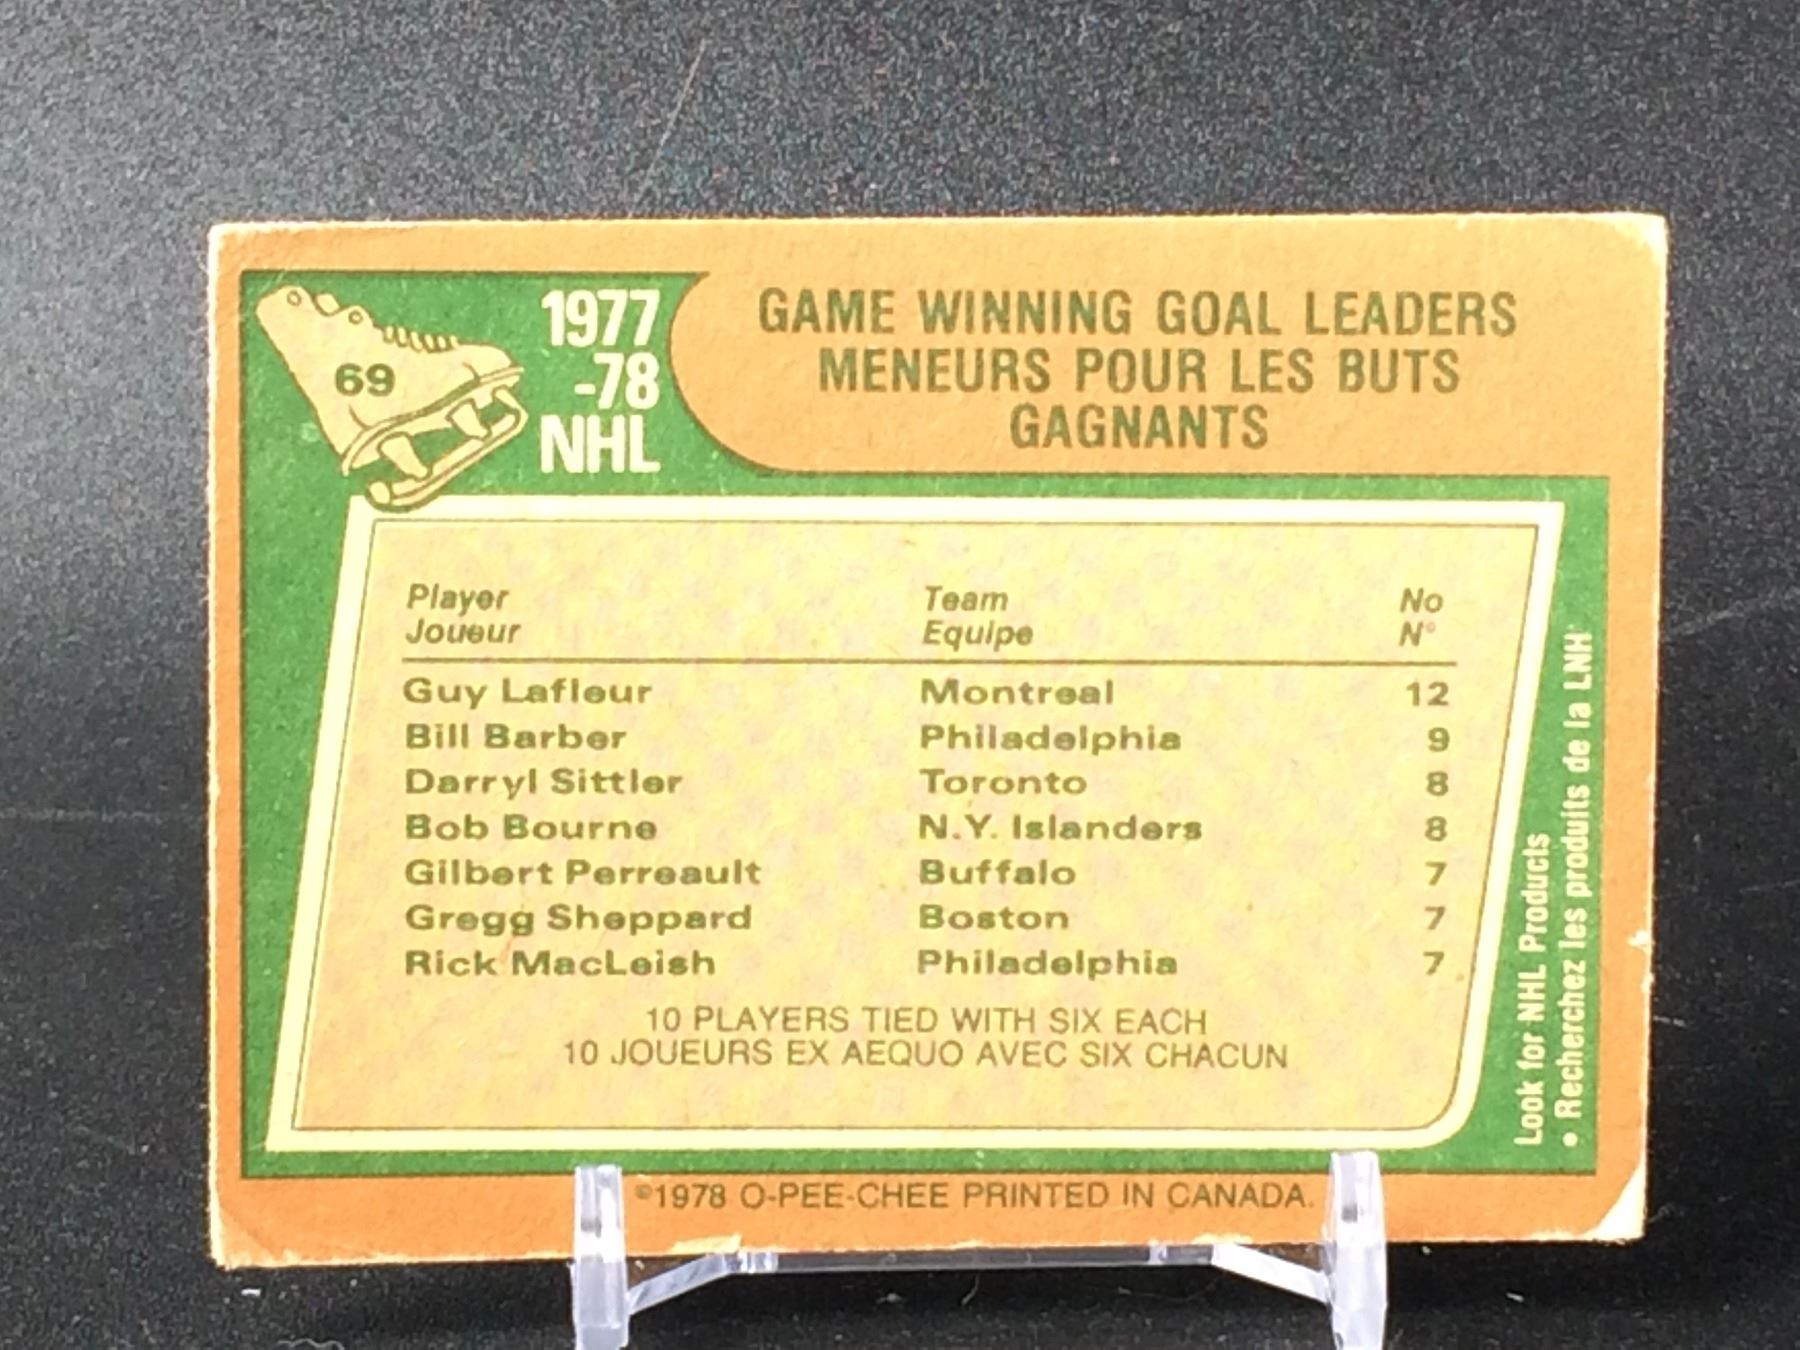 69
1977
-78
NHL
GAME WINNING GOAL LEADERS
MENEURS POUR LES BUTS
GAGNANTS
Player Team No
Joueur Equipe N°
Guy Lafleur Montreal 12
Bill Barber Philadelphia 9
Darryl Sittler Toronto 8
Bob Bourne N.Y. Islanders 8
Gilbert Perreault Buffalo 7
Gregg Sheppard Boston 7
Rick MacLeish Philadelphia 7
10 PLAYERS TIED WITH SIX EACH
10 JOUEURS EX AEQUO AVEC SIX CHACUN
Look for NHL Products
• Recherchez les produits de la LNH
©1978 O-PEE-CHEE PRINTED IN CANADA.